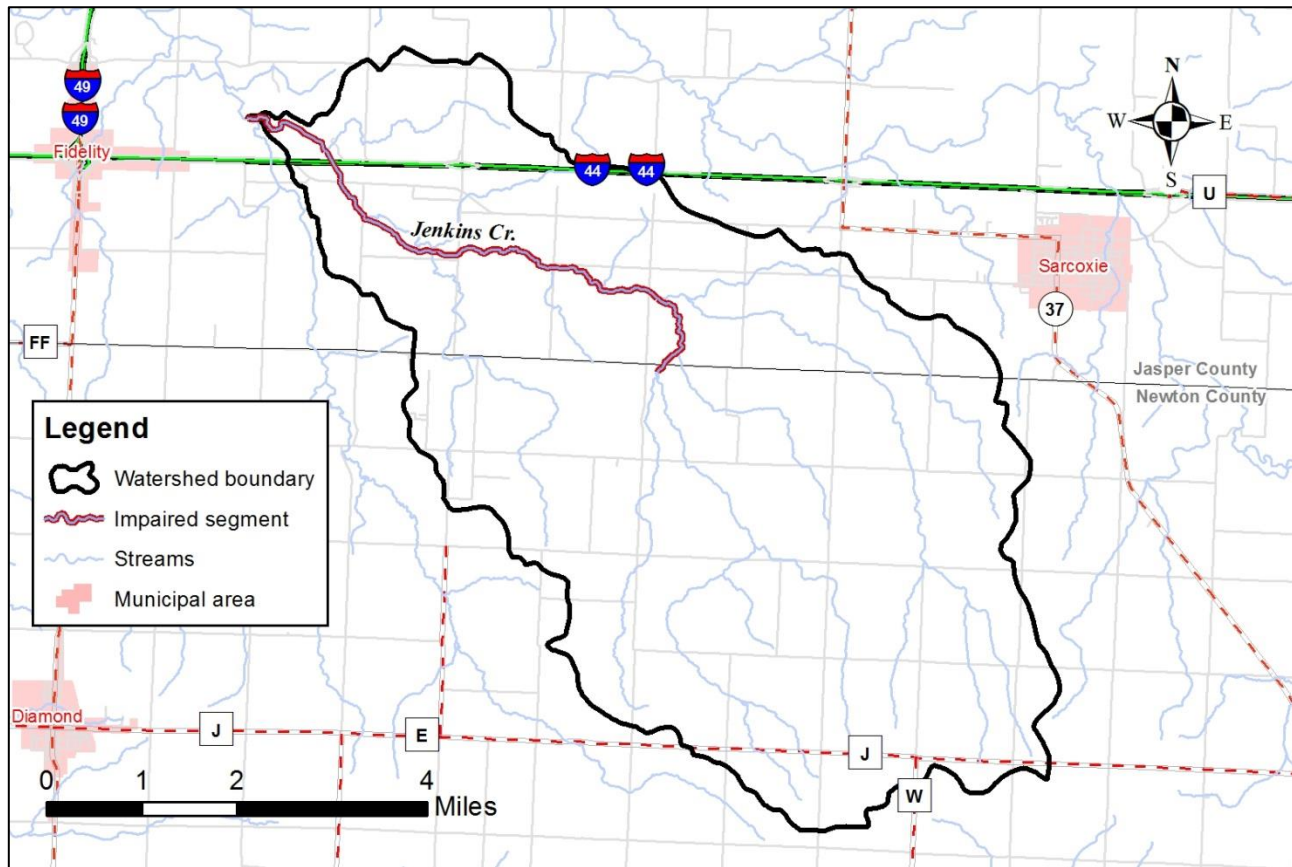 49
49
N
W E
S
Fidelity
44 44
U
Jenkins Cr.
Sarcoxie
37
FF
Jasper County
Newton County
Legend
Watershed boundary
Impaired segment
Streams
Municipal area
Diamond
J E J
W
0 1 2 4
Miles